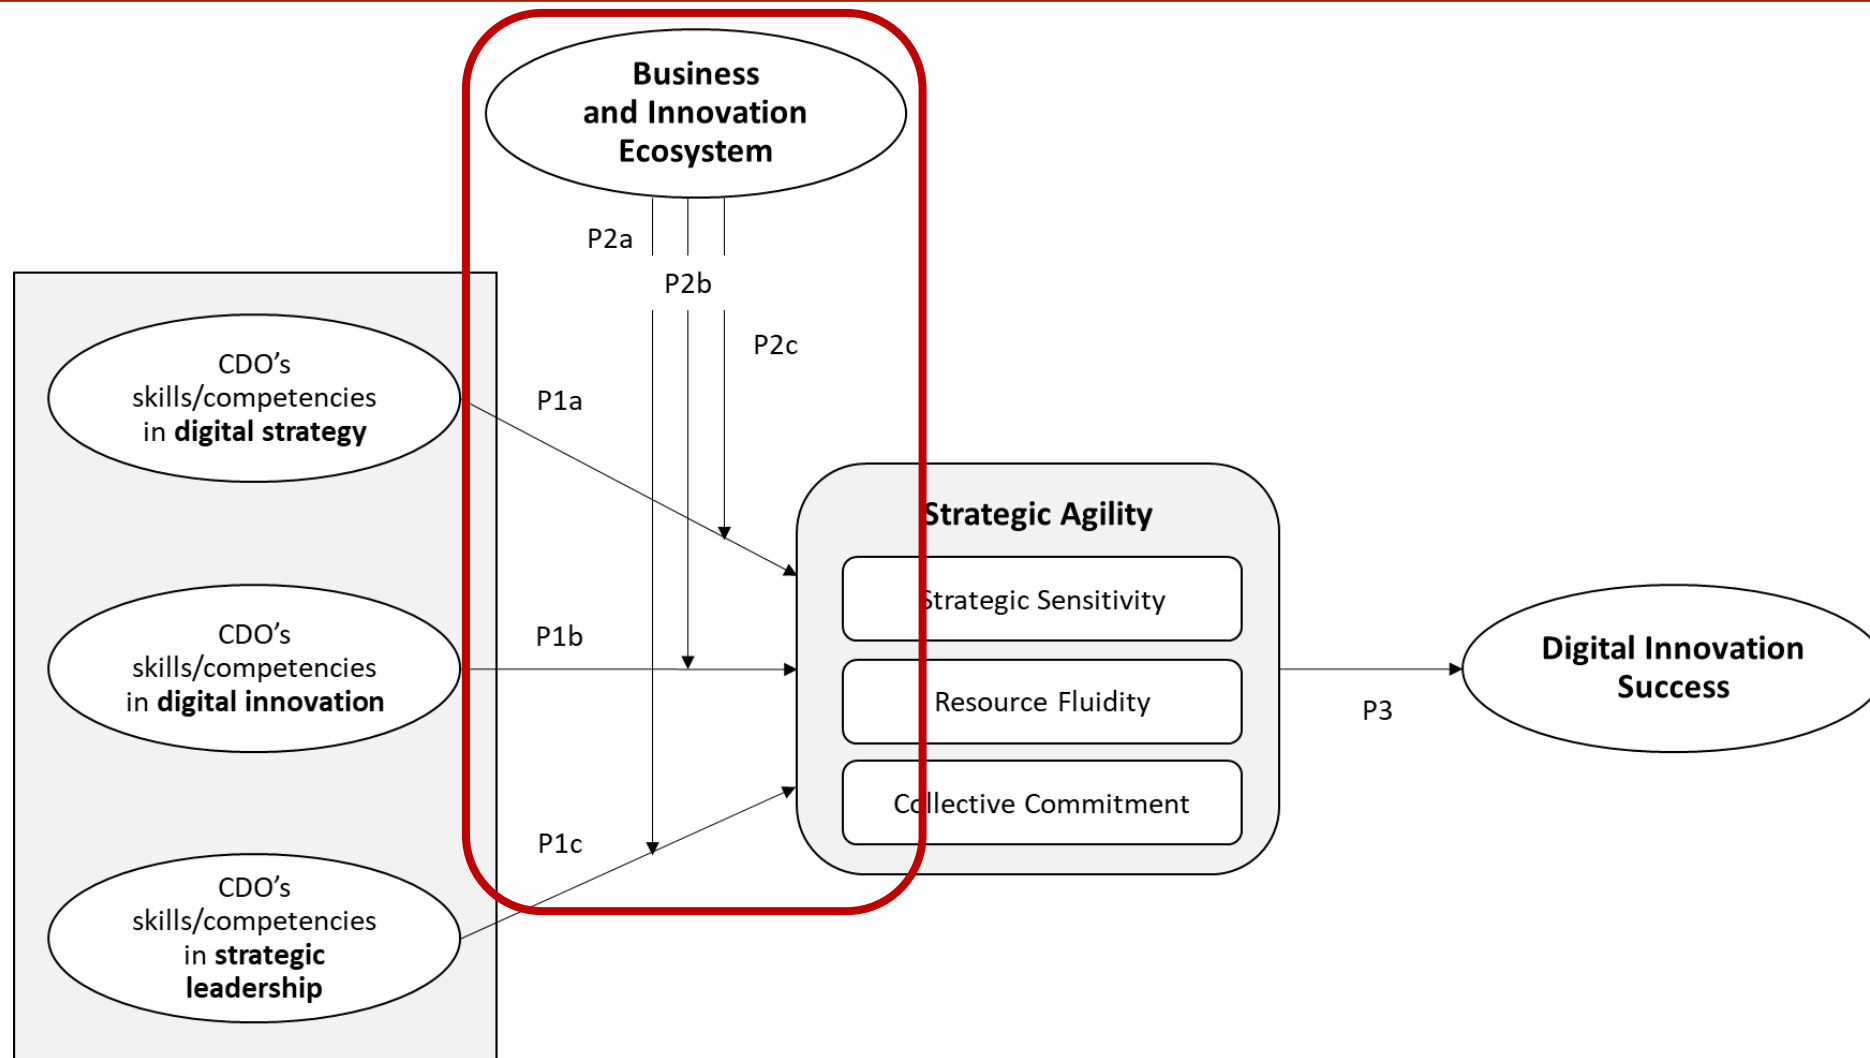 Business
and Innovation
Ecosystem
P2a
P2b
P2c
CDO’s
skills/competencies
in digital strategy
P1a
CDO’s
skills/competencies
in digital innovation
P1b
CDO’s
skills/competencies
in strategic
leadership
P1c
Strategic Agility
Strategic Sensitivity
Resource Fluidity
Collective Commitment
P3
Digital Innovation
Success